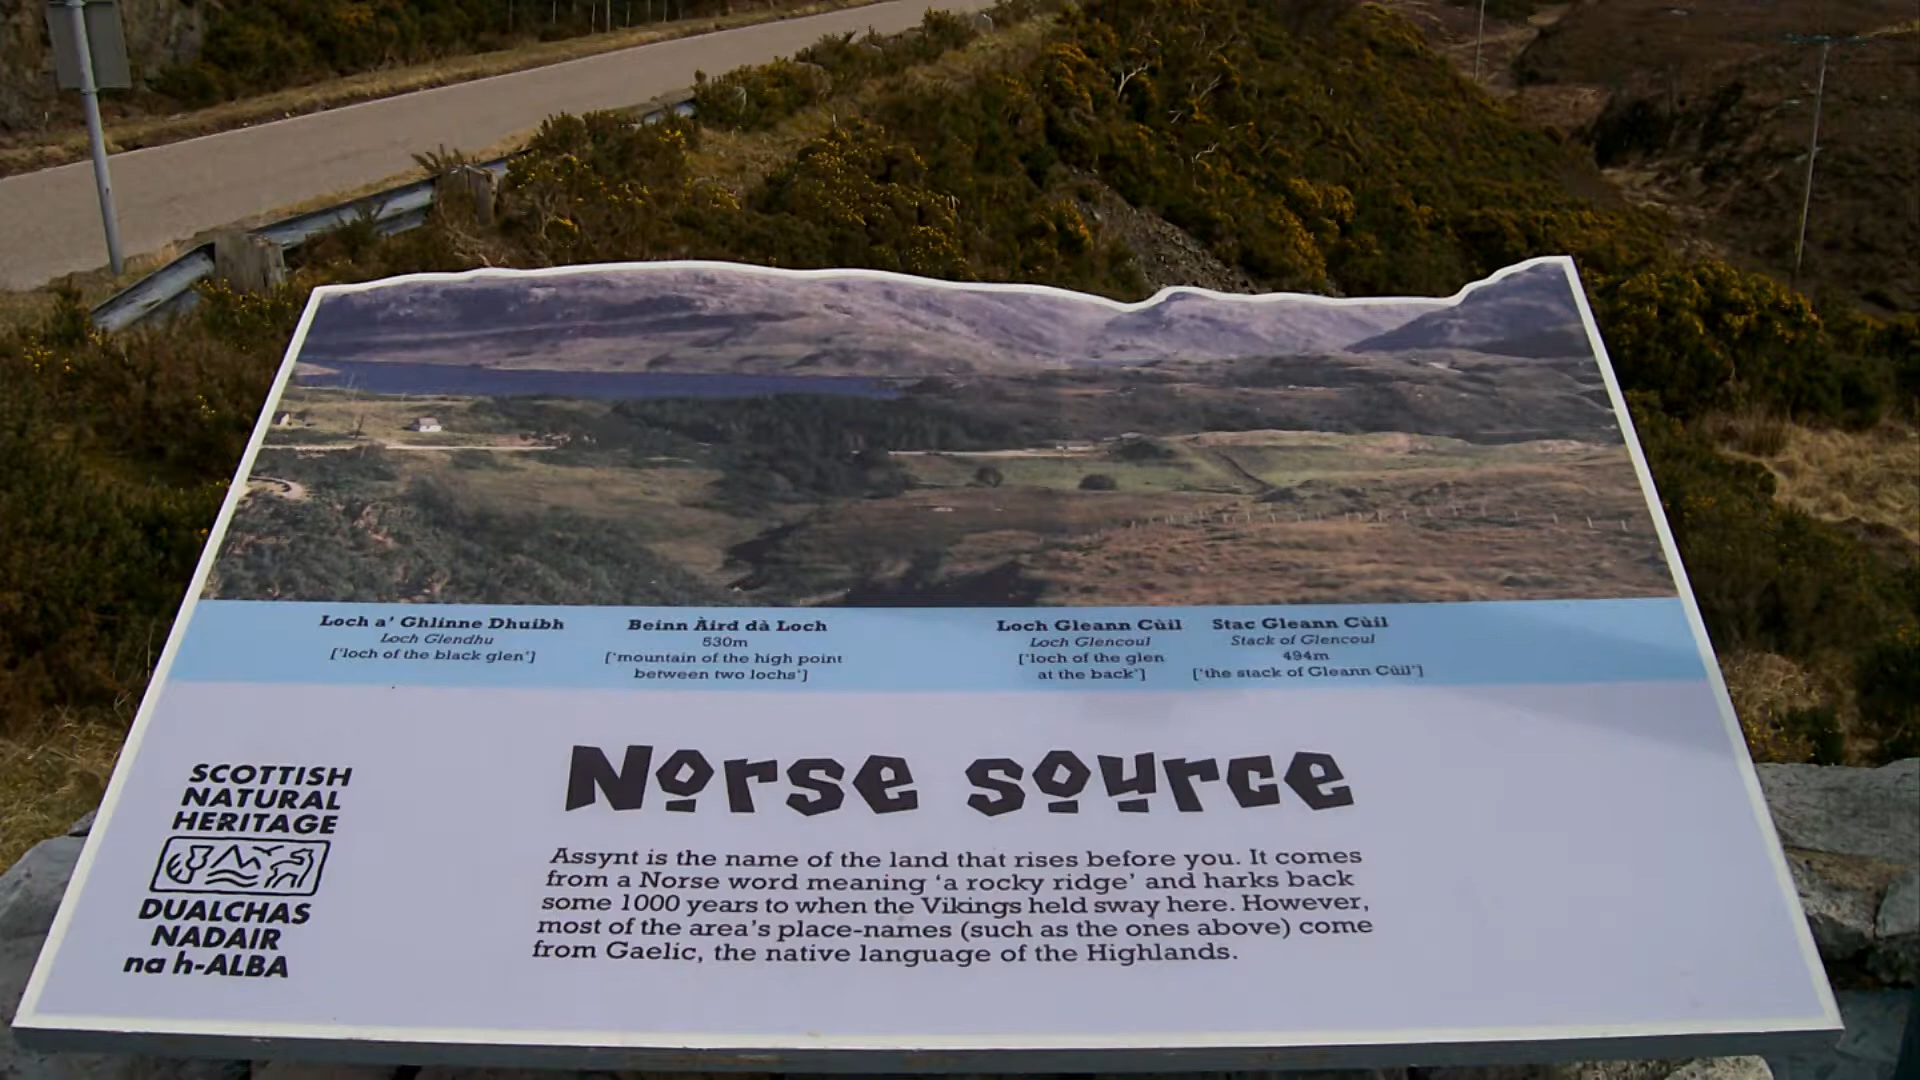 Loch a' Ghlinne Dhuibh
Loch Glendhu
['loch of the black glen']
Beinn Àird dà Loch
530m
['mountain of the high point
between two lochs']
Loch Gleann Cùil
Loch Glencoul
['loch of the glen
at the back']
Stac Gleann Cùil
Stack of Glencoul
494m
['the stack of Gleann Cùil']
Norse source
SCOTTISH
NATURAL
HERITAGE
DUALCHAS
NADAIR
na h-ALBA
Assynt is the name of the land that rises before you. It comes
from a Norse word meaning 'a rocky ridge' and harks back
some 1000 years to when the Vikings held sway here. However,
most of the area's place-names (such as the ones above) come
from Gaelic, the native language of the Highlands.